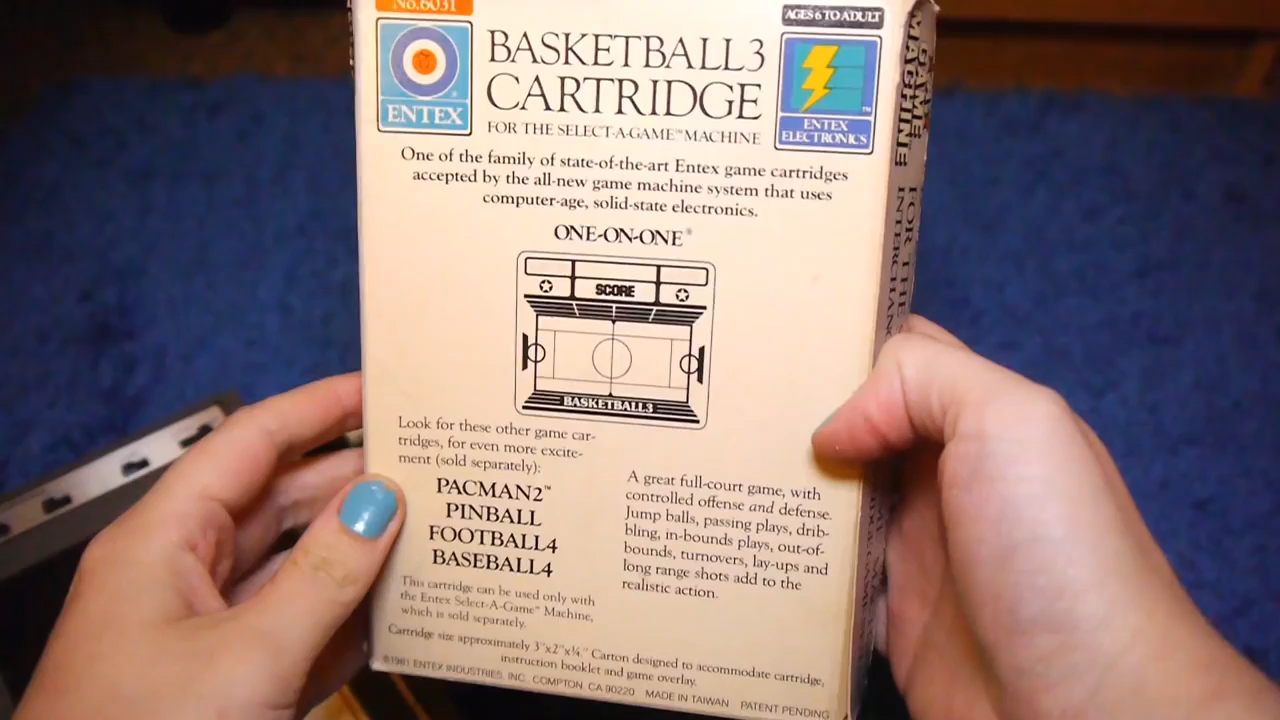 No.6031
AGES 6 TO ADULT
ENTEX
BASKETBALL3
CARTRIDGE
FOR THE SELECT-A-GAME™ MACHINE
ENTEX
ELECTRONICS
™
One of the family of state-of-the-art Entex game cartridges
accepted by the all-new game machine system that uses
computer-age, solid-state electronics.
ONE-ON-ONE®
SCORE
BASKETBALL3
Look for these other game car-
tridges, for even more excite-
ment (sold separately):
PACMAN2™
PINBALL
FOOTBALL4
BASEBALL4
This cartridge can be used only with
the Entex Select-A-Game™ Machine,
which is sold separately.
A great full-court game, with
controlled offense and defense.
Jump balls, passing plays, drib-
bling, in-bounds plays, out-of-
bounds, turnovers, lay-ups and
long range shots add to the
realistic action.
Cartridge size approximately 3"x2"x¼." Carton designed to accommodate cartridge,
instruction booklet and game overlay.
©1981 ENTEX INDUSTRIES, INC. COMPTON, CA 90220 MADE IN TAIWAN PATENT PENDING
GAME
MACHINE
FOR THE